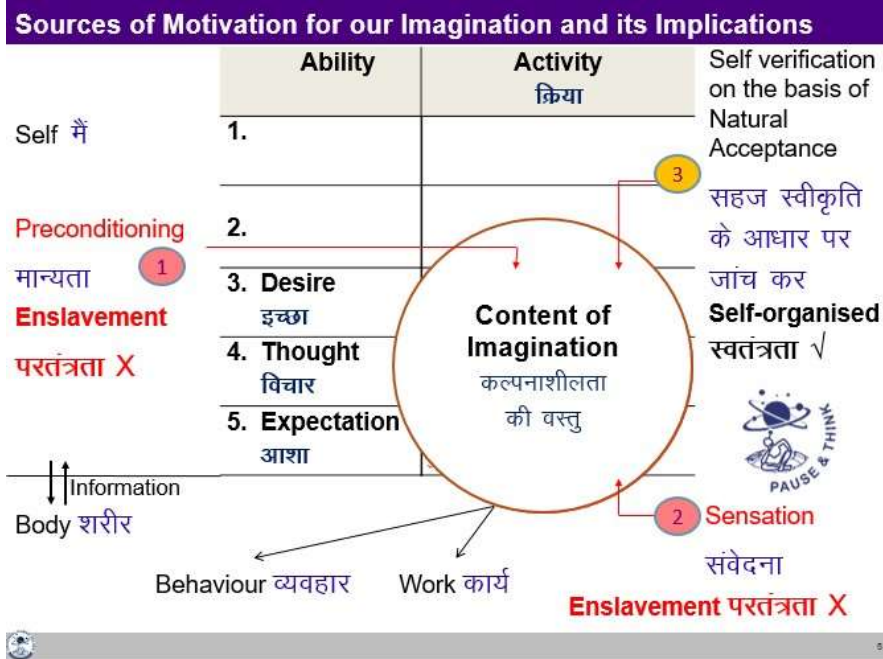 Sources of Motivation for our Imagination and its Implications
Ability
Activity
क्रिया
Self verification
on the basis of
Natural
Acceptance
सहज स्वीकृति
के आधार पर
जांच कर
Self-organised
स्वतंत्रता √
Self मैं
Preconditioning
मान्यता
1
Enslavement
परतंत्रता X
1.
2.
3. Desire
इच्छा
4. Thought
विचार
5. Expectation
आशा
3
Content of
Imagination
कल्पनाशीलता
की वस्तु
PAUSE & THINK
Information
Body शरीर
2
Sensation
संवेदना
Enslavement परतंत्रता X
Behaviour व्यवहार
Work कार्य